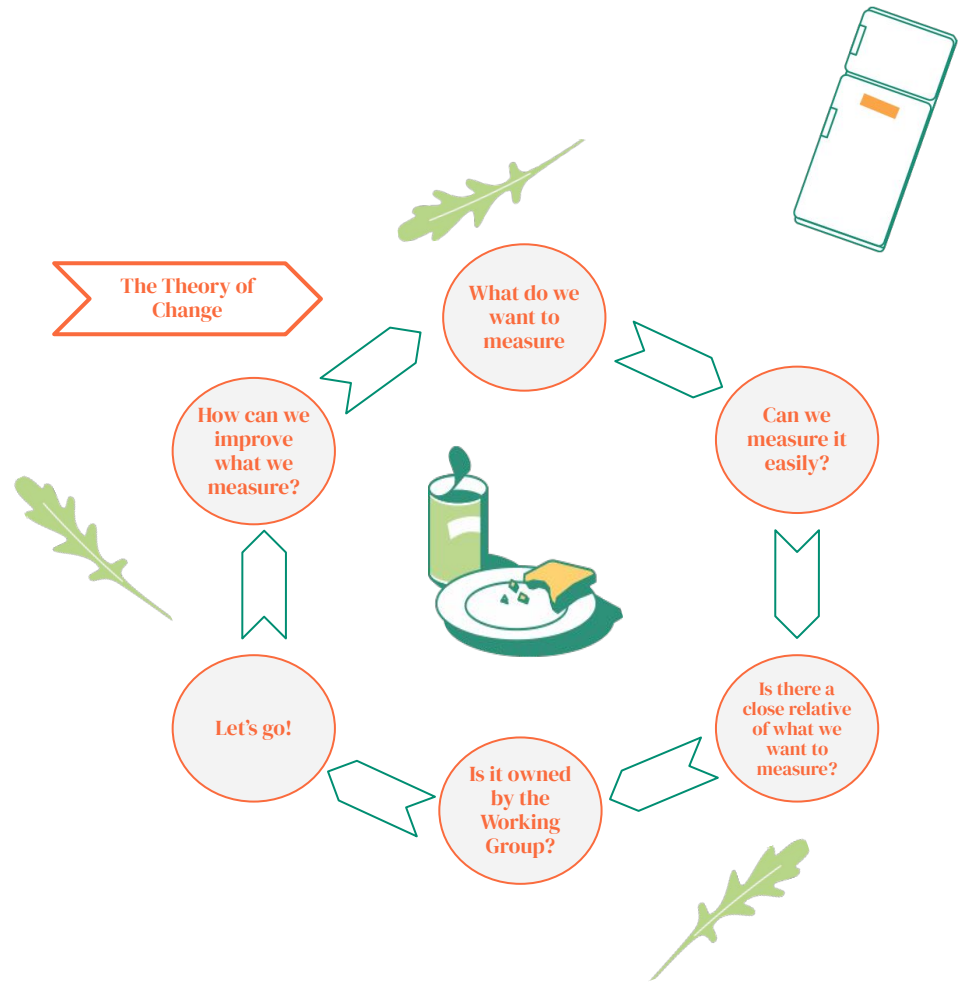 The Theory of
Change
What do we
want to
measure
Can we
measure it
easily?
Is there a
close relative
of what we
want to
measure?
Is it owned
by the
Working
Group?
Let's go!
How can we
improve
what we
measure?